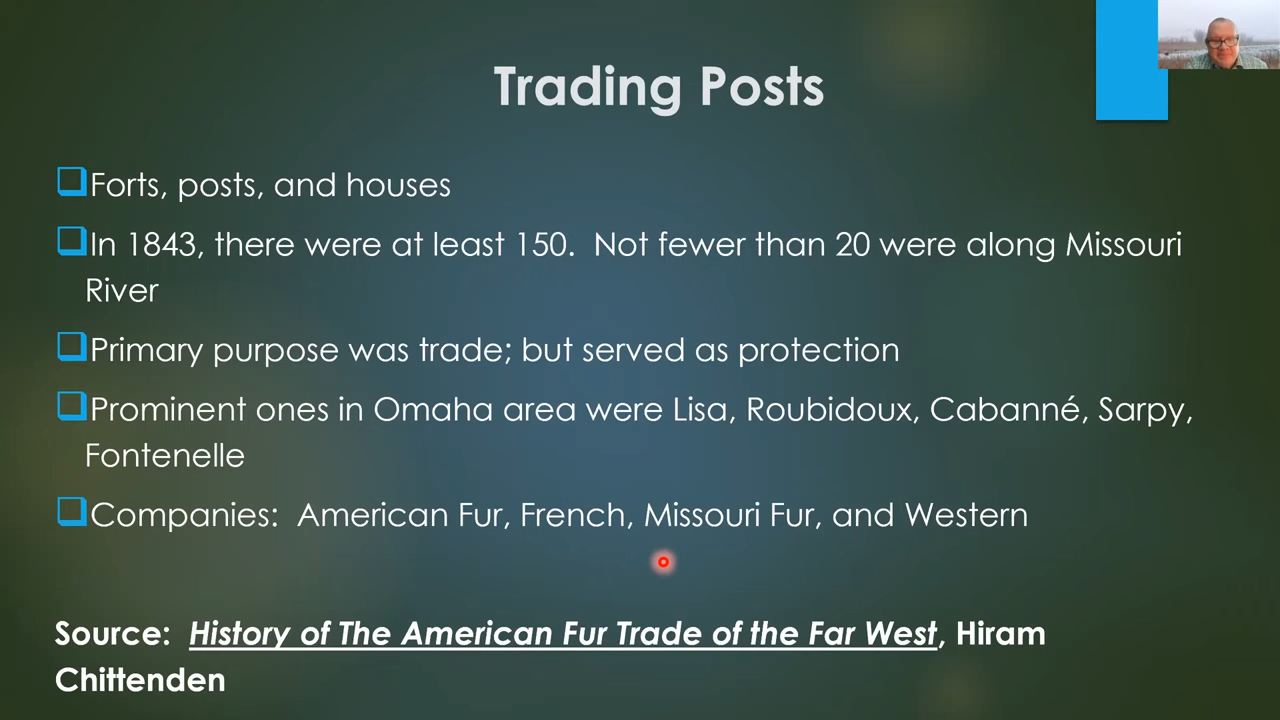 Trading Posts
Forts, posts, and houses
In 1843, there were at least 150.  Not fewer than 20 were along Missouri
River
Primary purpose was trade; but served as protection
Prominent ones in Omaha area were Lisa, Roubidoux, Cabanné, Sarpy,
Fontenelle
Companies:  American Fur, French, Missouri Fur, and Western
Source:  History of The American Fur Trade of the Far West, Hiram
Chittenden